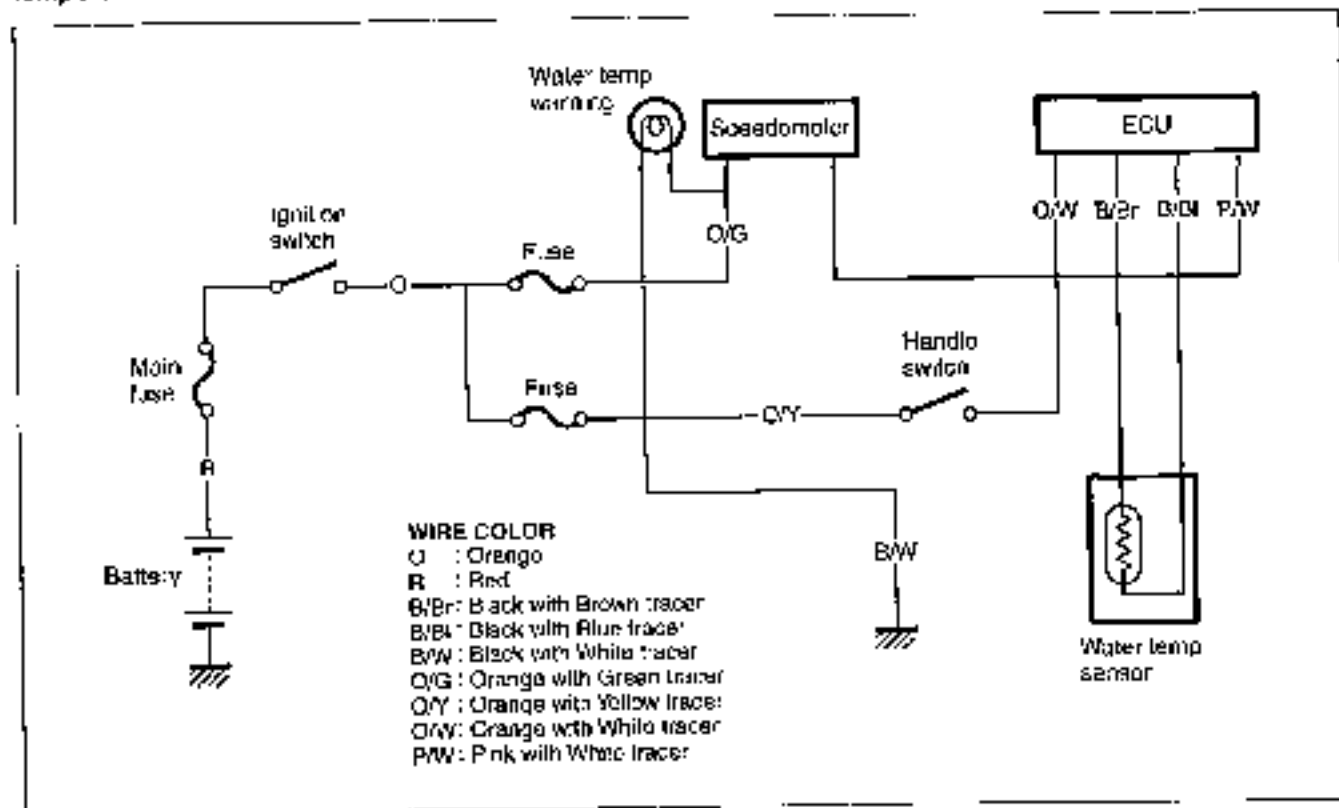 Water temp
warning
Speedometer
ECU
O/W B/Br B/Bl P/W
Ignition
switch
O/G
Fuse
O
Handle
switch
Main
fuse
Fuse
O/Y
R
WIRE COLOR
O : Orange
R : Red
B/Br : Black with Brown tracer
B/Bl : Black with Blue tracer
B/W : Black with White tracer
O/G : Orange with Green tracer
O/Y : Orange with Yellow tracer
O/W : Orange with White tracer
P/W : Pink with White tracer
Battery
B/W
Water temp
sensor